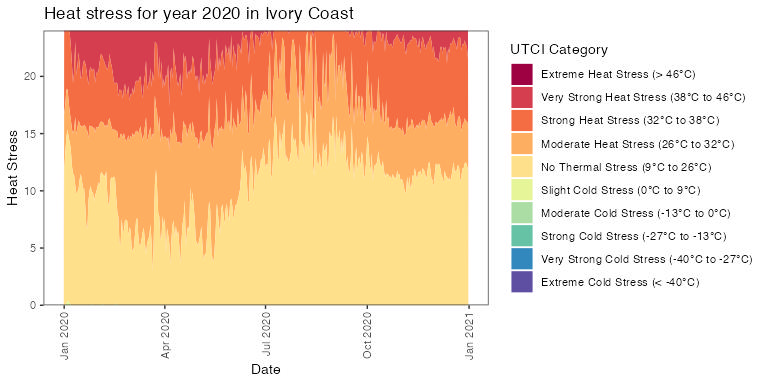 Heat stress for year 2020 in Ivory Coast
Heat Stress
20
15
10
5
0
Jan 2020
Apr 2020
Jul 2020
Oct 2020
Jan 2021
Date
UTCI Category
Extreme Heat Stress (> 46°C)
Very Strong Heat Stress (38°C to 46°C)
Strong Heat Stress (32°C to 38°C)
Moderate Heat Stress (26°C to 32°C)
No Thermal Stress (9°C to 26°C)
Slight Cold Stress (0°C to 9°C)
Moderate Cold Stress (-13°C to 0°C)
Strong Cold Stress (-27°C to -13°C)
Very Strong Cold Stress (-40°C to -27°C)
Extreme Cold Stress (< -40°C)